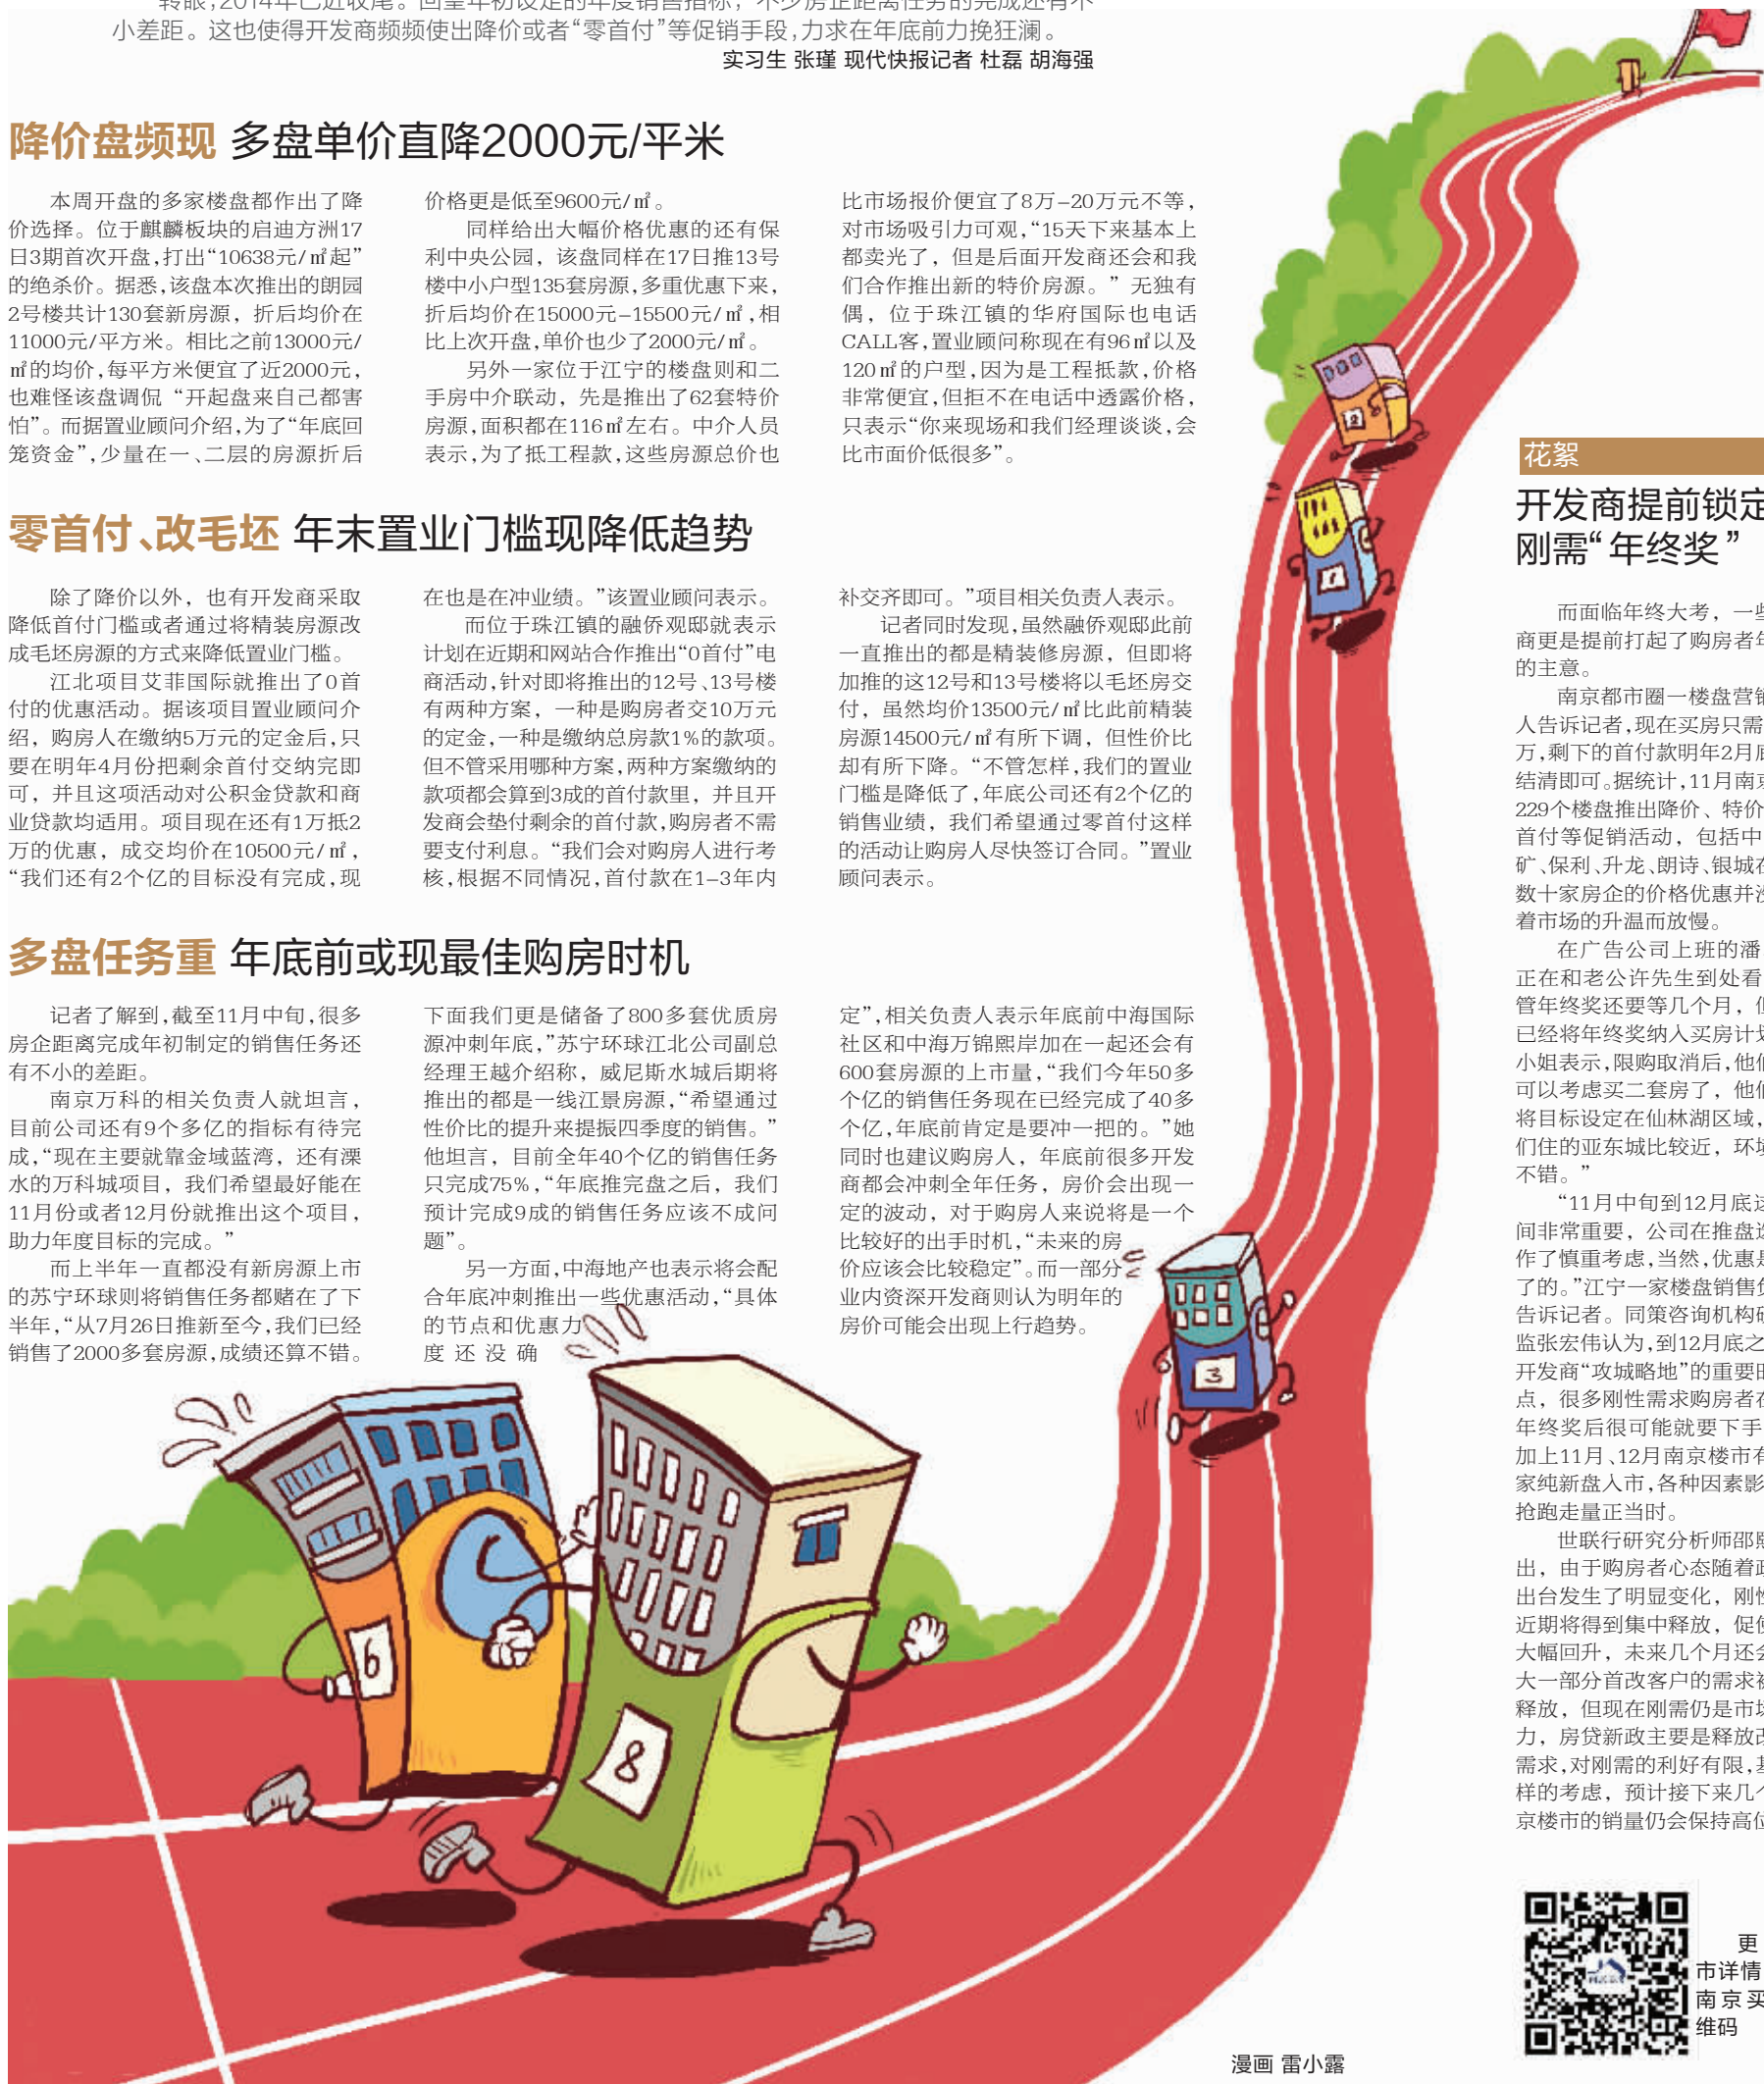 转眼,2014年已近收尾。回望年初设定的年度销售指标,不少房企距离任务的完成还有不
小差距。这也使得开发商频频使出降价或者“零首付”等促销手段,力求在年底前力挽狂澜。
实习生 张瑾 现代快报记者 杜磊 胡海强
降价盘频现 多盘单价直降2000元/平米
本周开盘的多家楼盘都作出了降
价选择。位于麒麟板块的启迪方洲17
日3期首次开盘,打出“10638元/㎡起”
的绝杀价。据悉,该盘本次推出的朗园
2号楼共计130套新房源,折后均价在
11000元/平方米。相比之前13000元/
㎡的均价,每平方米便宜了近2000元,
也难怪该盘调侃“开起盘来自己都害
怕”。而据置业顾问介绍,为了“年底回
笼资金”,少量在一、二层的房源折后
价格更是低至9600元/㎡。
同样给出大幅价格优惠的还有保
利中央公园,该盘同样在17日推13号
楼中小户型135套房源,多重优惠下来,
折后均价在15000元–15500元/㎡,相
比上次开盘,单价也少了2000元/㎡。
另外一家位于江宁的楼盘则和二
手房中介联动,先是推出了62套特价
房源,面积都在116㎡左右。中介人员
表示,为了抵工程款,这些房源总价也
比市场报价便宜了8万–20万元不等,
对市场吸引力可观,“15天下来基本上
都卖光了,但是后面开发商还会和我
们合作推出新的特价房源。”无独有
偶,位于珠江镇的华府国际也电话
CALL客,置业顾问称现在有96㎡以及
120㎡的户型,因为是工程抵款,价格
非常便宜,但拒不在电话中透露价格,
只表示“你来现场和我们经理谈谈,会
比市面价低很多”。
零首付、改毛坯 年末置业门槛现降低趋势
除了降价以外,也有开发商采取
降低首付门槛或者通过将精装房源改
成毛坯房源的方式来降低置业门槛。
江北项目艾菲国际就推出了0首
付的优惠活动。据该项目置业顾问介
绍,购房人在缴纳5万元的定金后,只
要在明年4月份把剩余首付交纳完即
可,并且这项活动对公积金贷款和商
业贷款均适用。项目现在还有1万抵2
万的优惠,成交均价在10500元/㎡,
“我们还有2个亿的目标没有完成,现
在也是在冲业绩。”该置业顾问表示。
而位于珠江镇的融侨观邸就表示
计划在近期和网站合作推出“0首付”电
商活动,针对即将推出的12号、13号楼
有两种方案,一种是购房者交10万元
的定金,一种是缴纳总房款1%的款项。
但不管采用哪种方案,两种方案缴纳的
款项都会算到3成的首付款里,并且开
发商会垫付剩余的首付款,购房者不需
要支付利息。“我们会对购房人进行考
核,根据不同情况,首付款在1–3年内
补交齐即可。”项目相关负责人表示。
记者同时发现,虽然融侨观邸此前
一直推出的都是精装修房源,但即将
加推的这12号和13号楼将以毛坯房交
付,虽然均价13500元/㎡比此前精装
房源14500元/㎡有所下调,但性价比
却有所下降。“不管怎样,我们的置业
门槛是降低了,年底公司还有2个亿的
销售业绩,我们希望通过零首付这样
的活动让购房人尽快签订合同。”置业
顾问表示。
多盘任务重 年底前或现最佳购房时机
记者了解到,截至11月中旬,很多
房企距离完成年初制定的销售任务还
有不小的差距。
南京万科的相关负责人就坦言,
目前公司还有9个多亿的指标有待完
成,“现在主要就靠金域蓝湾,还有溧
水的万科城项目,我们希望最好能在
11月份或者12月份就推出这个项目,
助力年度目标的完成。”
而上半年一直都没有新房源上市
的苏宁环球则将销售任务都赌在了下
半年,“从7月26日推新至今,我们已经
销售了2000多套房源,成绩还算不错。
下面我们更是储备了800多套优质房
源冲刺年底,”苏宁环球江北公司副总
经理王越介绍称,威尼斯水城后期将
推出的都是一线江景房源,“希望通过
性价比的提升来提振四季度的销售。”
他坦言,目前全年40个亿的销售任务
只完成75%,“年底推完盘之后,我们
预计完成9成的销售任务应该不成问
题”。
另一方面,中海地产也表示将会配
合年底冲刺推出一些优惠活动,“具体
的节点和优惠力
度还没确
定”,相关负责人表示年底前中海国际
社区和中海万锦熙岸加在一起还会有
600套房源的上市量,“我们今年50多
个亿的销售任务现在已经完成了40多
个亿,年底前肯定是要冲一把的。”她
同时也建议购房人,年底前很多开发
商都会冲刺全年任务,房价会出现一
定的波动,对于购房人来说将是一个
比较好的出手时机,“未来的房
价应该会比较稳定”。而一部分
业内资深开发商则认为明年的
房价可能会出现上行趋势。
花絮
开发商提前锁定
刚需“年终奖”
而面临年终大考,一些
商更是提前打起了购房者年
的主意。
南京都市圈一楼盘营销
人告诉记者,现在买房只需
万,剩下的首付款明年2月底
结清即可。据统计,11月南京
229个楼盘推出降价、特价
首付等促销活动,包括中
矿、保利、升龙、朗诗、银城在
数十家房企的价格优惠并没
着市场的升温而放慢。
在广告公司上班的潘
正在和老公许先生到处看
管年终奖还要等几个月,但
已经将年终奖纳入买房计划
小姐表示,限购取消后,他们
可以考虑买二套房了,他们
将目标设定在仙林湖区域,
们住的亚东城比较近,环境
不错。”
“11月中旬到12月底这
间非常重要,公司在推盘选
作了慎重考虑,当然,优惠是
了的。”江宁一家楼盘销售负
告诉记者。同策咨询机构研
监张宏伟认为,到12月底之
开发商“攻城略地”的重要时
点,很多刚性需求购房者在
年终奖后很可能就要下手
加上11月、12月南京楼市有
家纯新盘入市,各种因素影
抢跑走量正当时。
世联行研究分析师邵熙
出,由于购房者心态随着政
出台发生了明显变化,刚性
近期将得到集中释放,促使
大幅回升,未来几个月还会
大一部分首改客户的需求被
释放,但现在刚需仍是市场
力,房贷新政主要是释放改
需求,对刚需的利好有限,基
样的考虑,预计接下来几个
京楼市的销量仍会保持高位
更
市详情
南京买
维码
2
1
3
6
8
漫画 雷小露